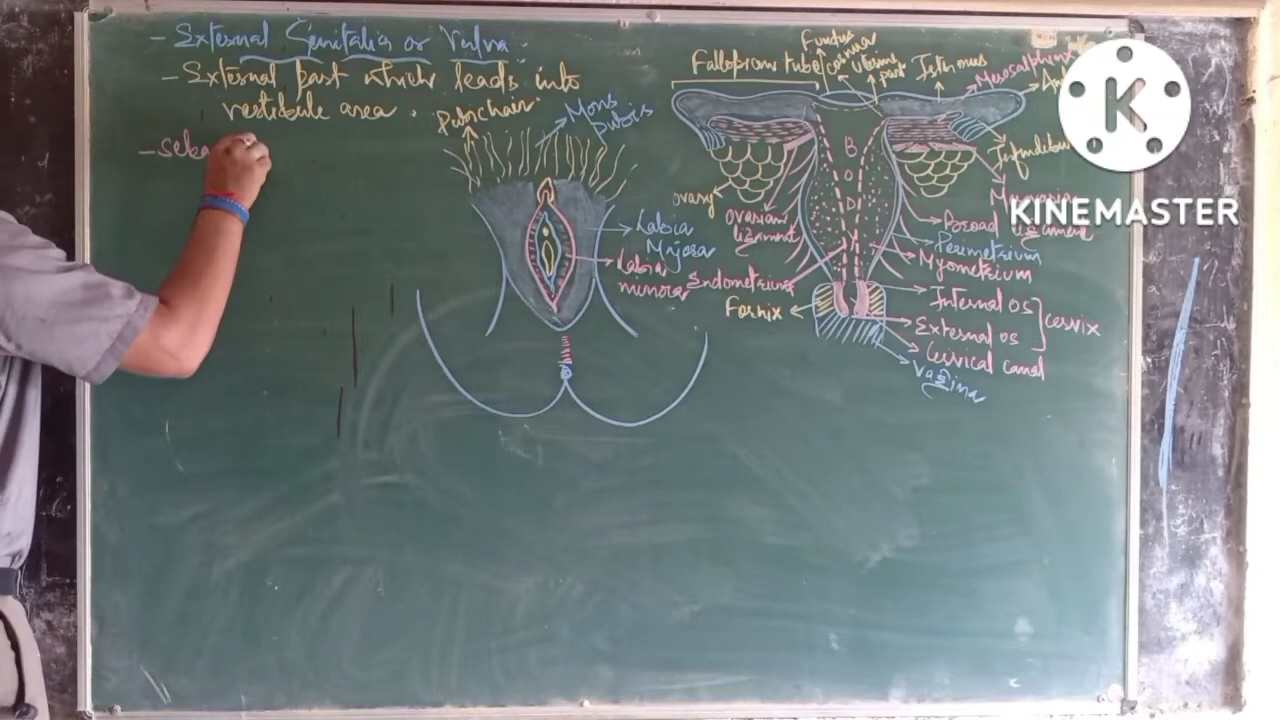 - External Genitalia or Vulva.
- External part which leads into
vestibule area.
- Seba
Pubic hair
Mons
pubis
Labia
Majora
Labia
minora
Fallopian tube
Fundus
cornua
Uterine
part
Isthmus
Mesosalphinx
Infundibu
ovary
Ovarian
ligament
B
O
D
Y
Broad ligament
Perimetrium
Myometrium
Endometrium
Internal OS
External os
Cervical canal
cervix
Fornix
Vagina
K
KINEMASTER